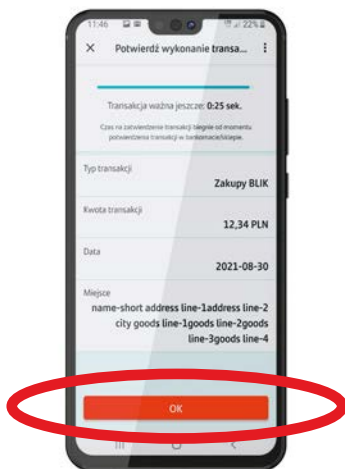 11:46 22%
Potwierdź wykonanie transa...
Transakcja ważna jeszcze: 0:25 sek.
Czas na zatwierdzenie transakcji biegnie od momentu
potwierdzenia transakcji w bankomacie/sklepie.
Typ transakcji
Zakupy BLIK
Kwota transakcji
12,34 PLN
Data
2021-08-30
Miejsce
name-short address line-1address line-2
city goods line-1goods line-2goods
line-3goods line-4
OK